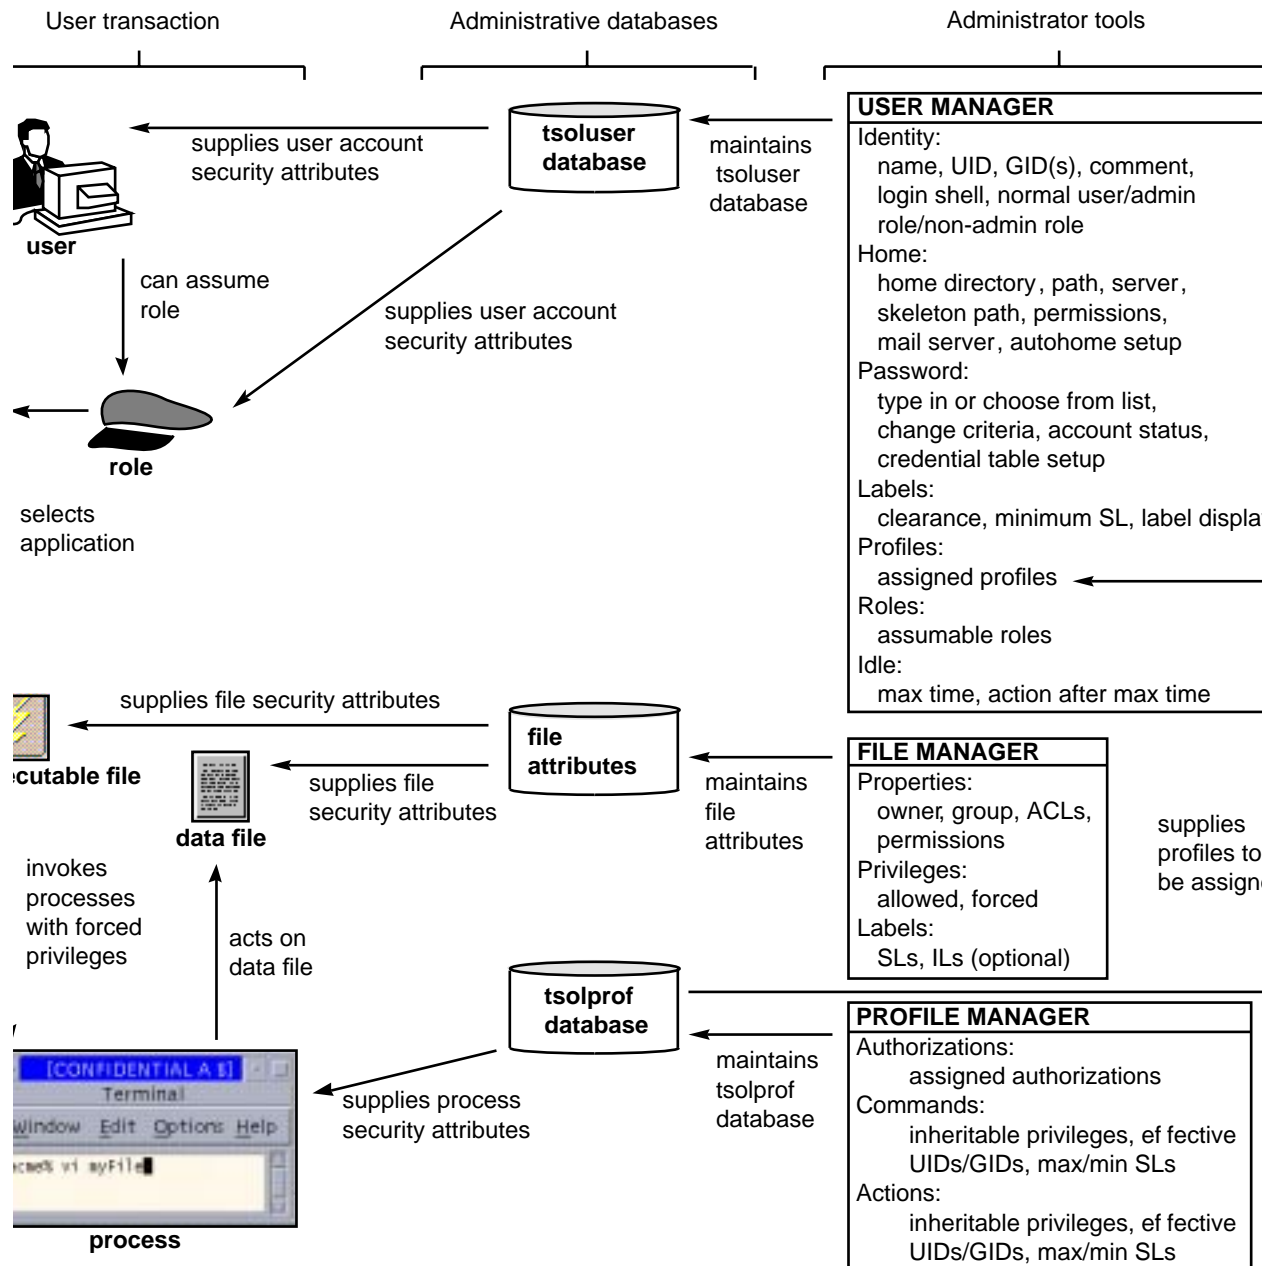 User transaction
Administrative databases
Administrator tools
supplies user account
security attributes
tsoluser
database
maintains
tsoluser
database
user
can assume
role
supplies user account
security attributes
role
selects
application
USER MANAGER
Identity:
name, UID, GID(s), comment,
login shell, normal user/admin
role/non-admin role
Home:
home directory, path, server,
skeleton path, permissions,
mail server, autohome setup
Password:
type in or choose from list,
change criteria, account status,
credential table setup
Labels:
clearance, minimum SL, label displa
Profiles:
assigned profiles
Roles:
assumable roles
Idle:
max time, action after max time
supplies file security attributes
ecutable file
data file
supplies file
security attributes
file
attributes
maintains
file
attributes
FILE MANAGER
Properties:
owner, group, ACLs,
permissions
Privileges:
allowed, forced
Labels:
SLs, ILs (optional)
supplies
profiles to
be assigne
invokes
processes
with forced
privileges
acts on
data file
tsolprof
database
maintains
tsolprof
database
PROFILE MANAGER
Authorizations:
assigned authorizations
Commands:
inheritable privileges, ef fective
UIDs/GIDs, max/min SLs
Actions:
inheritable privileges, ef fective
UIDs/GIDs, max/min SLs
[CONFIDENTIAL A $]
Terminal
Window Edit Options Help
acme% vi myFile
supplies process
security attributes
process